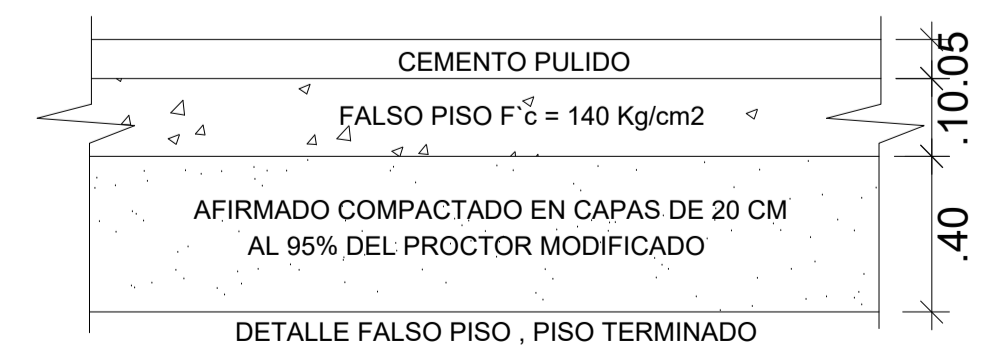 CEMENTO PULIDO
.05
FALSO PISO F`c = 140 Kg/cm2
.10
AFIRMADO COMPACTADO EN CAPAS DE 20 CM
AL 95% DEL PROCTOR MODIFICADO
.40
DETALLE FALSO PISO , PISO TERMINADO